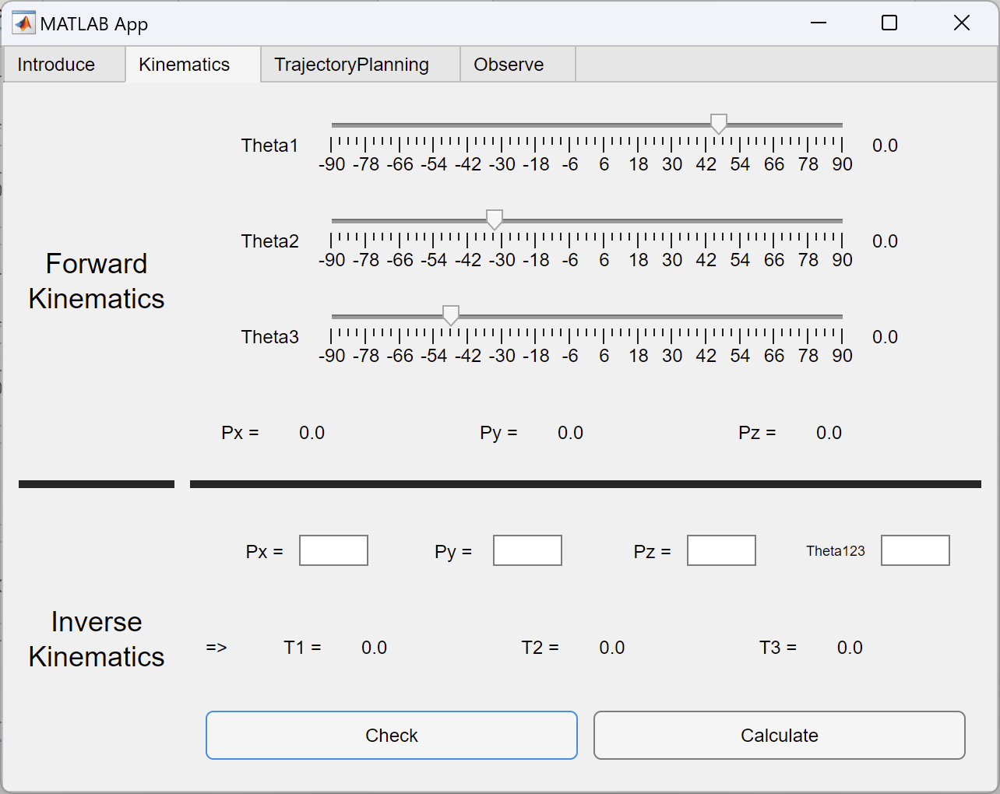 MATLAB App
Introduce Kinematics TrajectoryPlanning Observe
Theta1 0.0
-90 -78 -66 -54 -42 -30 -18 -6 6 18 30 42 54 66 78 90
Theta2 0.0
-90 -78 -66 -54 -42 -30 -18 -6 6 18 30 42 54 66 78 90
Forward
Kinematics
Theta3 0.0
-90 -78 -66 -54 -42 -30 -18 -6 6 18 30 42 54 66 78 90
Px = 0.0 Py = 0.0 Pz = 0.0
Px = Py = Pz = Theta123
Inverse
Kinematics
=> T1 = 0.0 T2 = 0.0 T3 = 0.0
Check Calculate